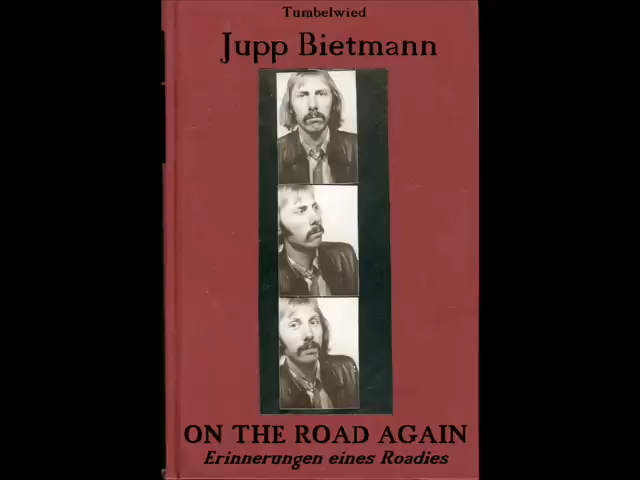 Tumbelwied
Jupp Bietmann
ON THE ROAD AGAIN
Erinnerungen eines Roadies